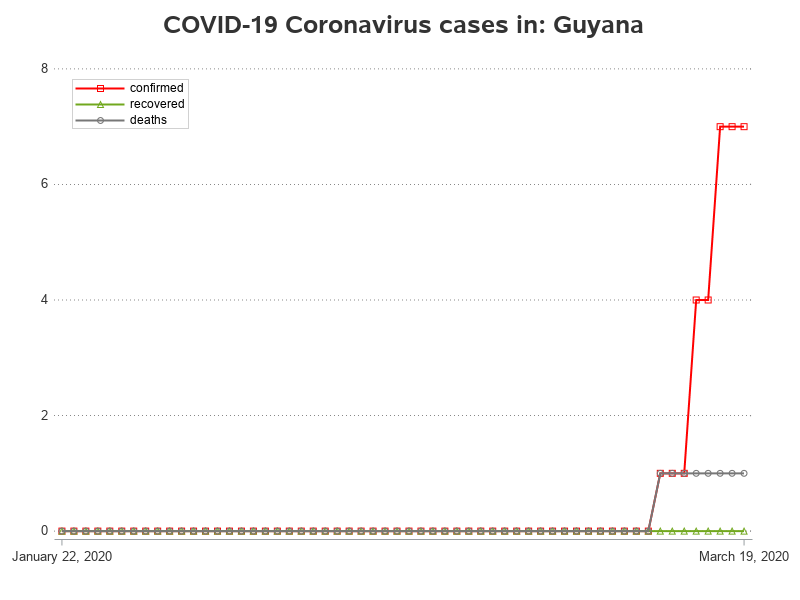 COVID-19 Coronavirus cases in: Guyana
8
confirmed
recovered
deaths
6
4
2
0
January 22, 2020
March 19, 2020